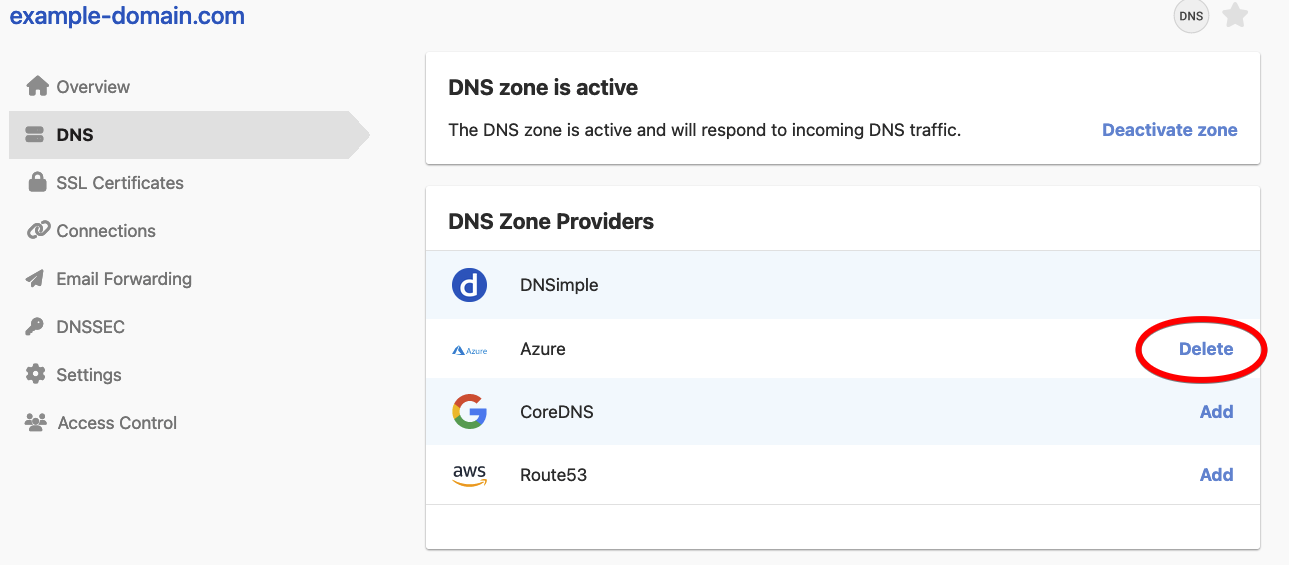 example-domain.com
DNS
Overview
DNS
SSL Certificates
Connections
Email Forwarding
DNSSEC
Settings
Access Control
DNS zone is active
The DNS zone is active and will respond to incoming DNS traffic.
Deactivate zone
DNS Zone Providers
d
DNSimple
Azure
Azure
Delete
G
CoreDNS
Add
aws
Route53
Add